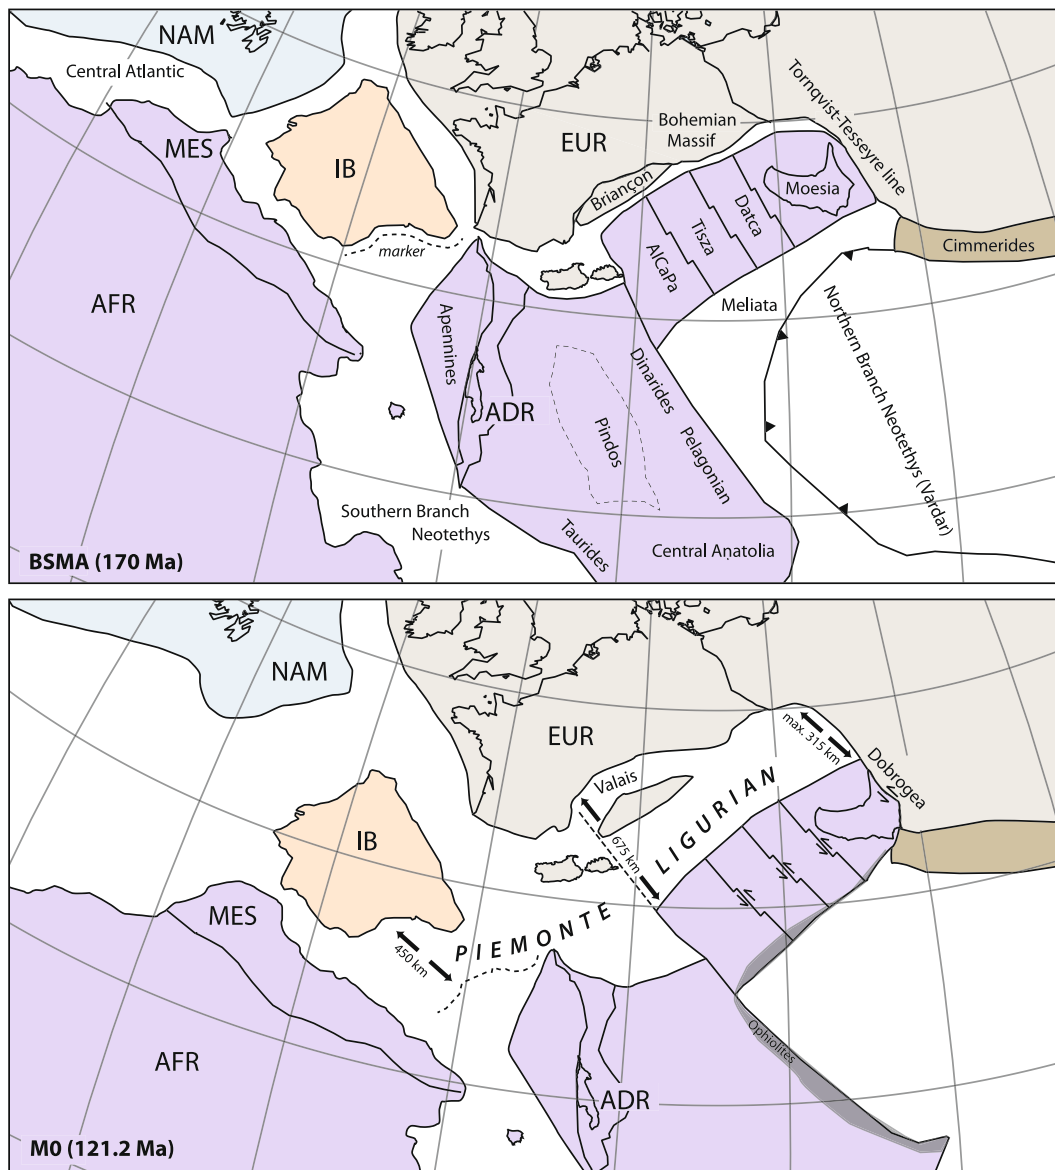 NAM
Central Atlantic
MES
IB
EUR
Bohemian
Massif
Tornqvist-Tesseyre line
Briançon
Moesia
Datca
Tisza
AlCaPa
Cimmerides
marker
Meliata
AFR
Apennines
ADR
Dinarides
Pelagonian
Pindos
Northern Branch Neotethys (Vardar)
Southern Branch
Neotethys
Taurides
Central Anatolia
BSMA (170 Ma)
NAM
EUR
max. 315 km
Dobrogea
Valais
LIGURIAN
675 km
IB
MES
PIEMONTE
450 km
AFR
ADR
Ophiolites
M0 (121.2 Ma)